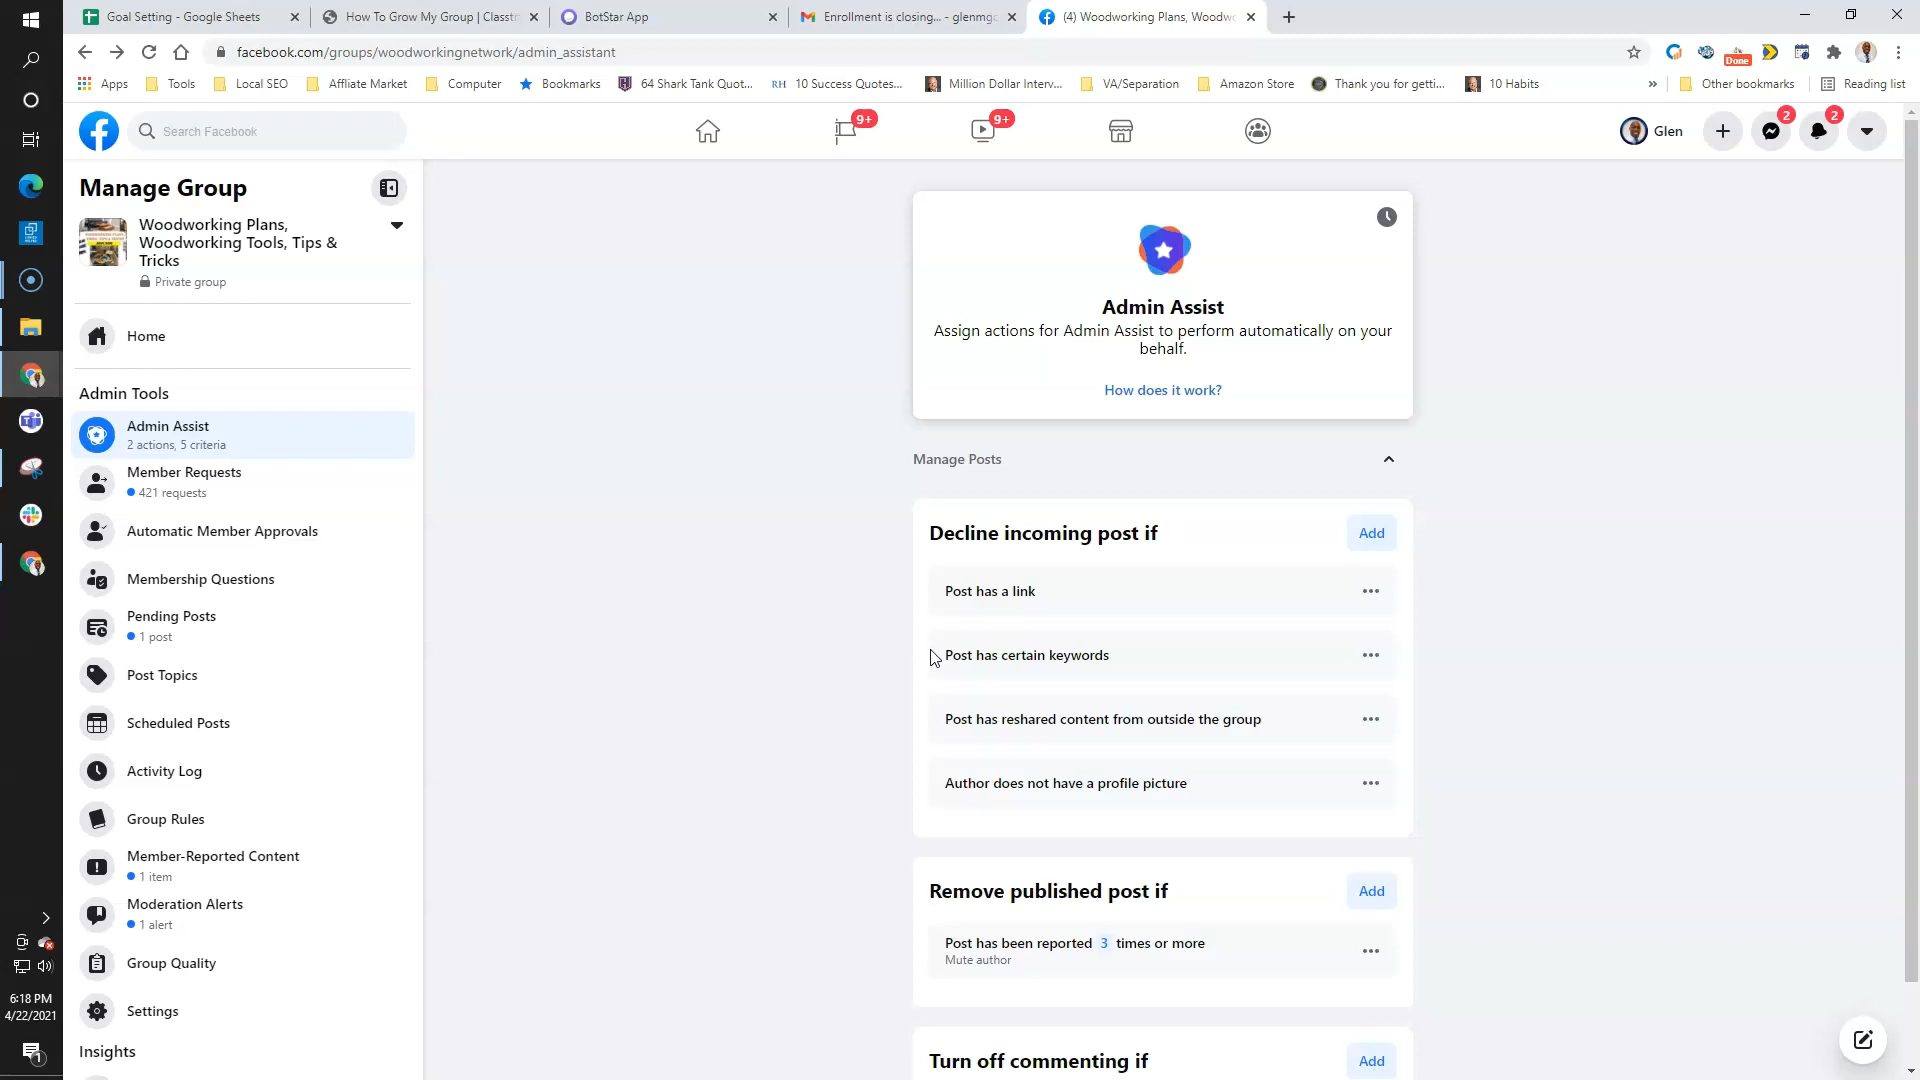 Goal Setting - Google Sheets
How To Grow My Group | Classtr
BotStar App
Enrollment is closing... - glenmgc
(4) Woodworking Plans, Woodwo
facebook.com/groups/woodworkingnetwork/admin_assistant
Done
Apps
Tools
Local SEO
Affliate Market
Computer
Bookmarks
64 Shark Tank Quot...
RH 10 Success Quotes...
Million Dollar Interv...
VA/Separation
Amazon Store
Thank you for getti...
10 Habits
»
Other bookmarks
Reading list
Search Facebook
9+
9+
Glen
2
2
Manage Group
Woodworking Plans,
Woodworking Tools, Tips &
Tricks
Private group
Home
Admin Tools
Admin Assist
2 actions, 5 criteria
Member Requests
421 requests
Automatic Member Approvals
Membership Questions
Pending Posts
1 post
Post Topics
Scheduled Posts
Activity Log
Group Rules
Member-Reported Content
1 item
Moderation Alerts
1 alert
Group Quality
Settings
Insights
Admin Assist
Assign actions for Admin Assist to perform automatically on your
behalf.
How does it work?
Manage Posts
Decline incoming post if
Add
Post has a link
Post has certain keywords
Post has reshared content from outside the group
Author does not have a profile picture
Remove published post if
Add
Post has been reported 3 times or more
Mute author
Turn off commenting if
Add
6:18 PM
4/22/2021
1